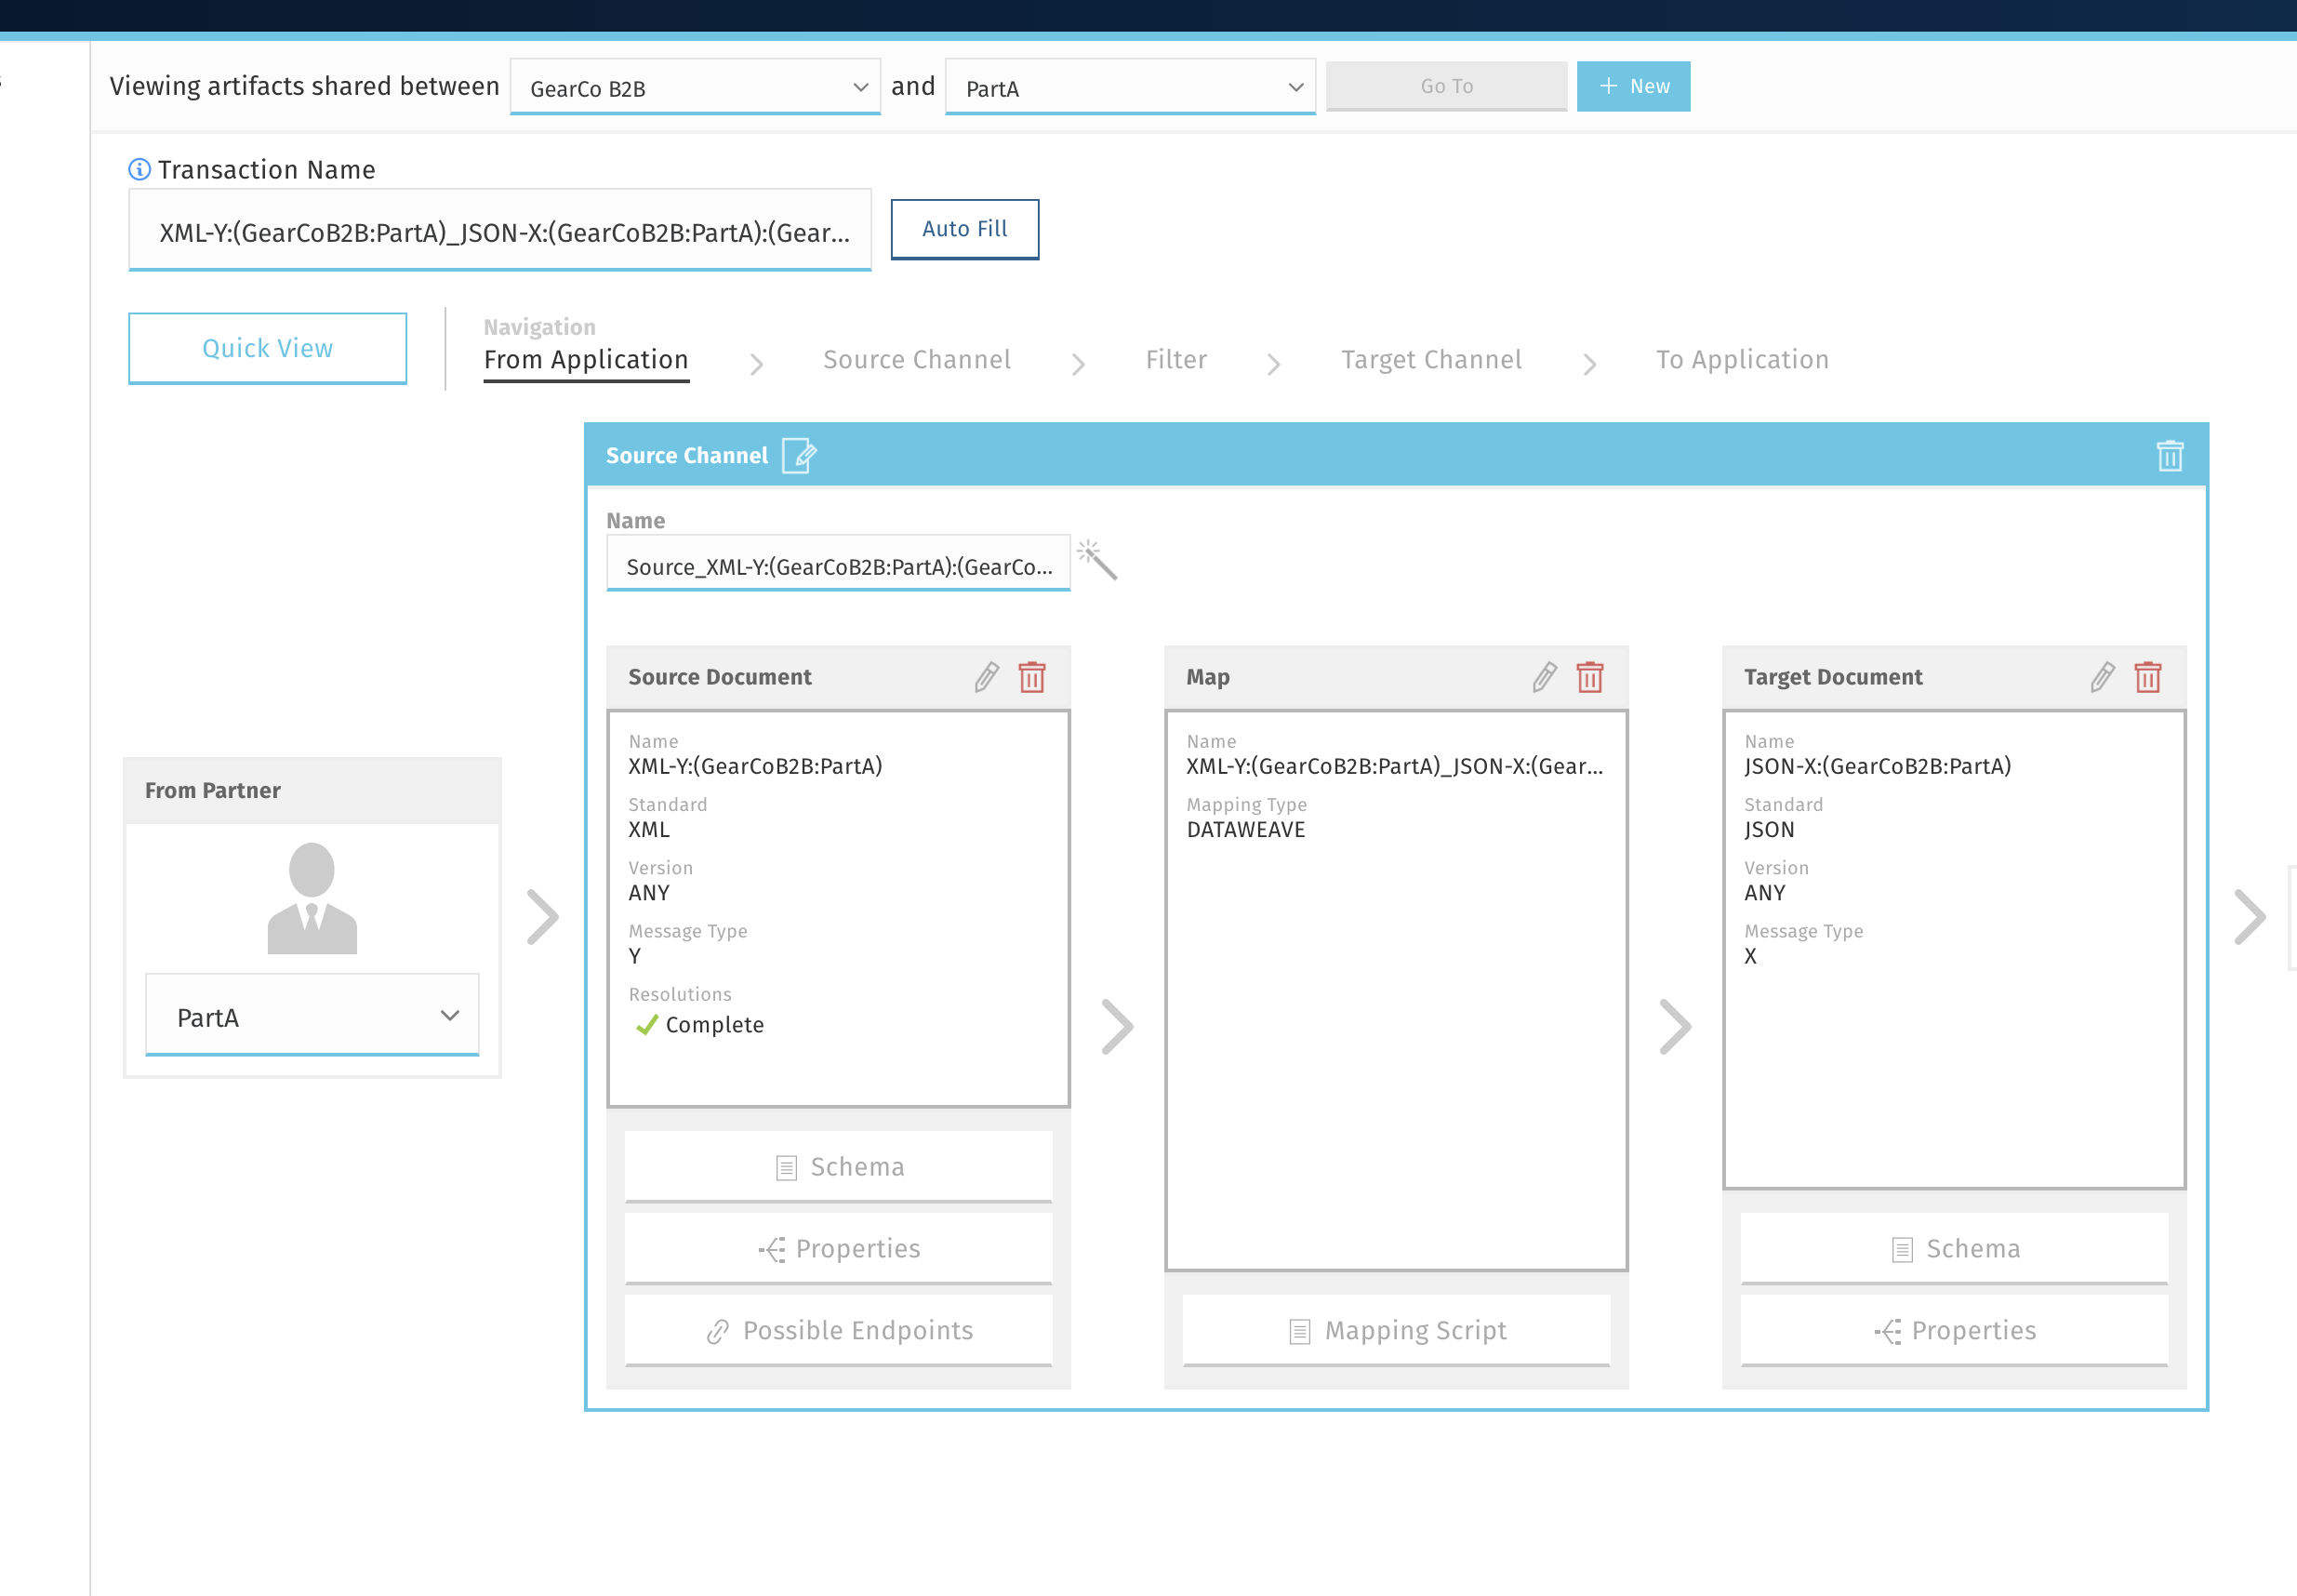 Viewing artifacts shared between GearCo B2B and PartA Go To + New
Transaction Name
XML-Y:(GearCoB2B:PartA)_JSON-X:(GearCoB2B:PartA):(Gear...
Auto Fill
Quick View
Navigation
From Application
Source Channel
Filter
Target Channel
To Application
Source Channel
Name
Source_XML-Y:(GearCoB2B:PartA):(GearCo...
From Partner
PartA
Source Document
Name
XML-Y:(GearCoB2B:PartA)
Standard
XML
Version
ANY
Message Type
Y
Resolutions
Complete
Schema
Properties
Possible Endpoints
Map
Name
XML-Y:(GearCoB2B:PartA)_JSON-X:(Gear...
Mapping Type
DATAWEAVE
Mapping Script
Target Document
Name
JSON-X:(GearCoB2B:PartA)
Standard
JSON
Version
ANY
Message Type
X
Schema
Properties